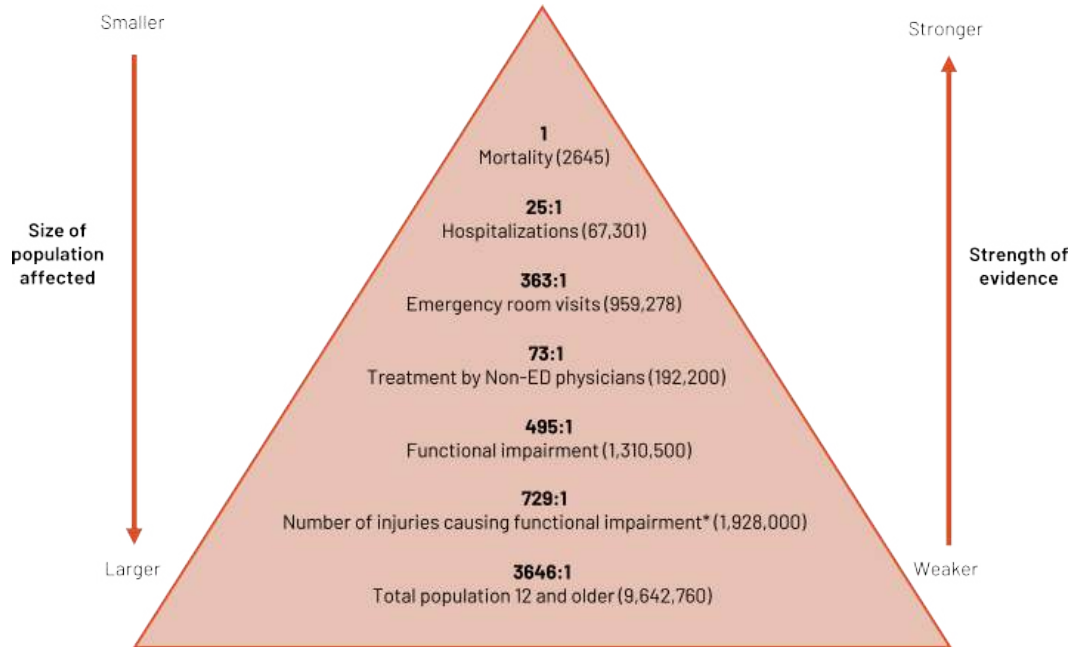 Smaller
Stronger
1
Mortality (2645)
25:1
Hospitalizations (67,301)
Size of
population
affected
Strength of
evidence
363:1
Emergency room visits (959,278)
73:1
Treatment by Non-ED physicians (192,200)
495:1
Functional impairment (1,310,500)
729:1
Number of injuries causing functional impairment* (1,928,000)
Larger
Weaker
3646:1
Total population 12 and older (9,642,760)